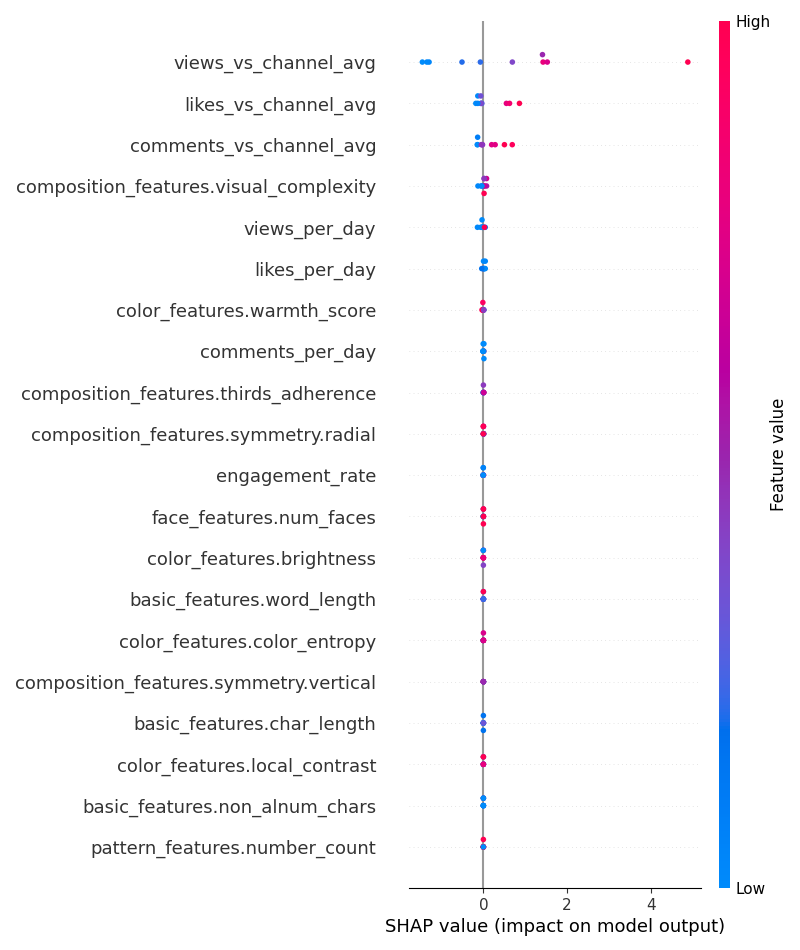 High
views_vs_channel_avg
likes_vs_channel_avg
comments_vs_channel_avg
composition_features.visual_complexity
views_per_day
likes_per_day
color_features.warmth_score
comments_per_day
composition_features.thirds_adherence
composition_features.symmetry.radial
engagement_rate
face_features.num_faces
color_features.brightness
basic_features.word_length
color_features.color_entropy
composition_features.symmetry.vertical
basic_features.char_length
color_features.local_contrast
basic_features.non_alnum_chars
pattern_features.number_count
Feature value
Low
0 2 4
SHAP value (impact on model output)